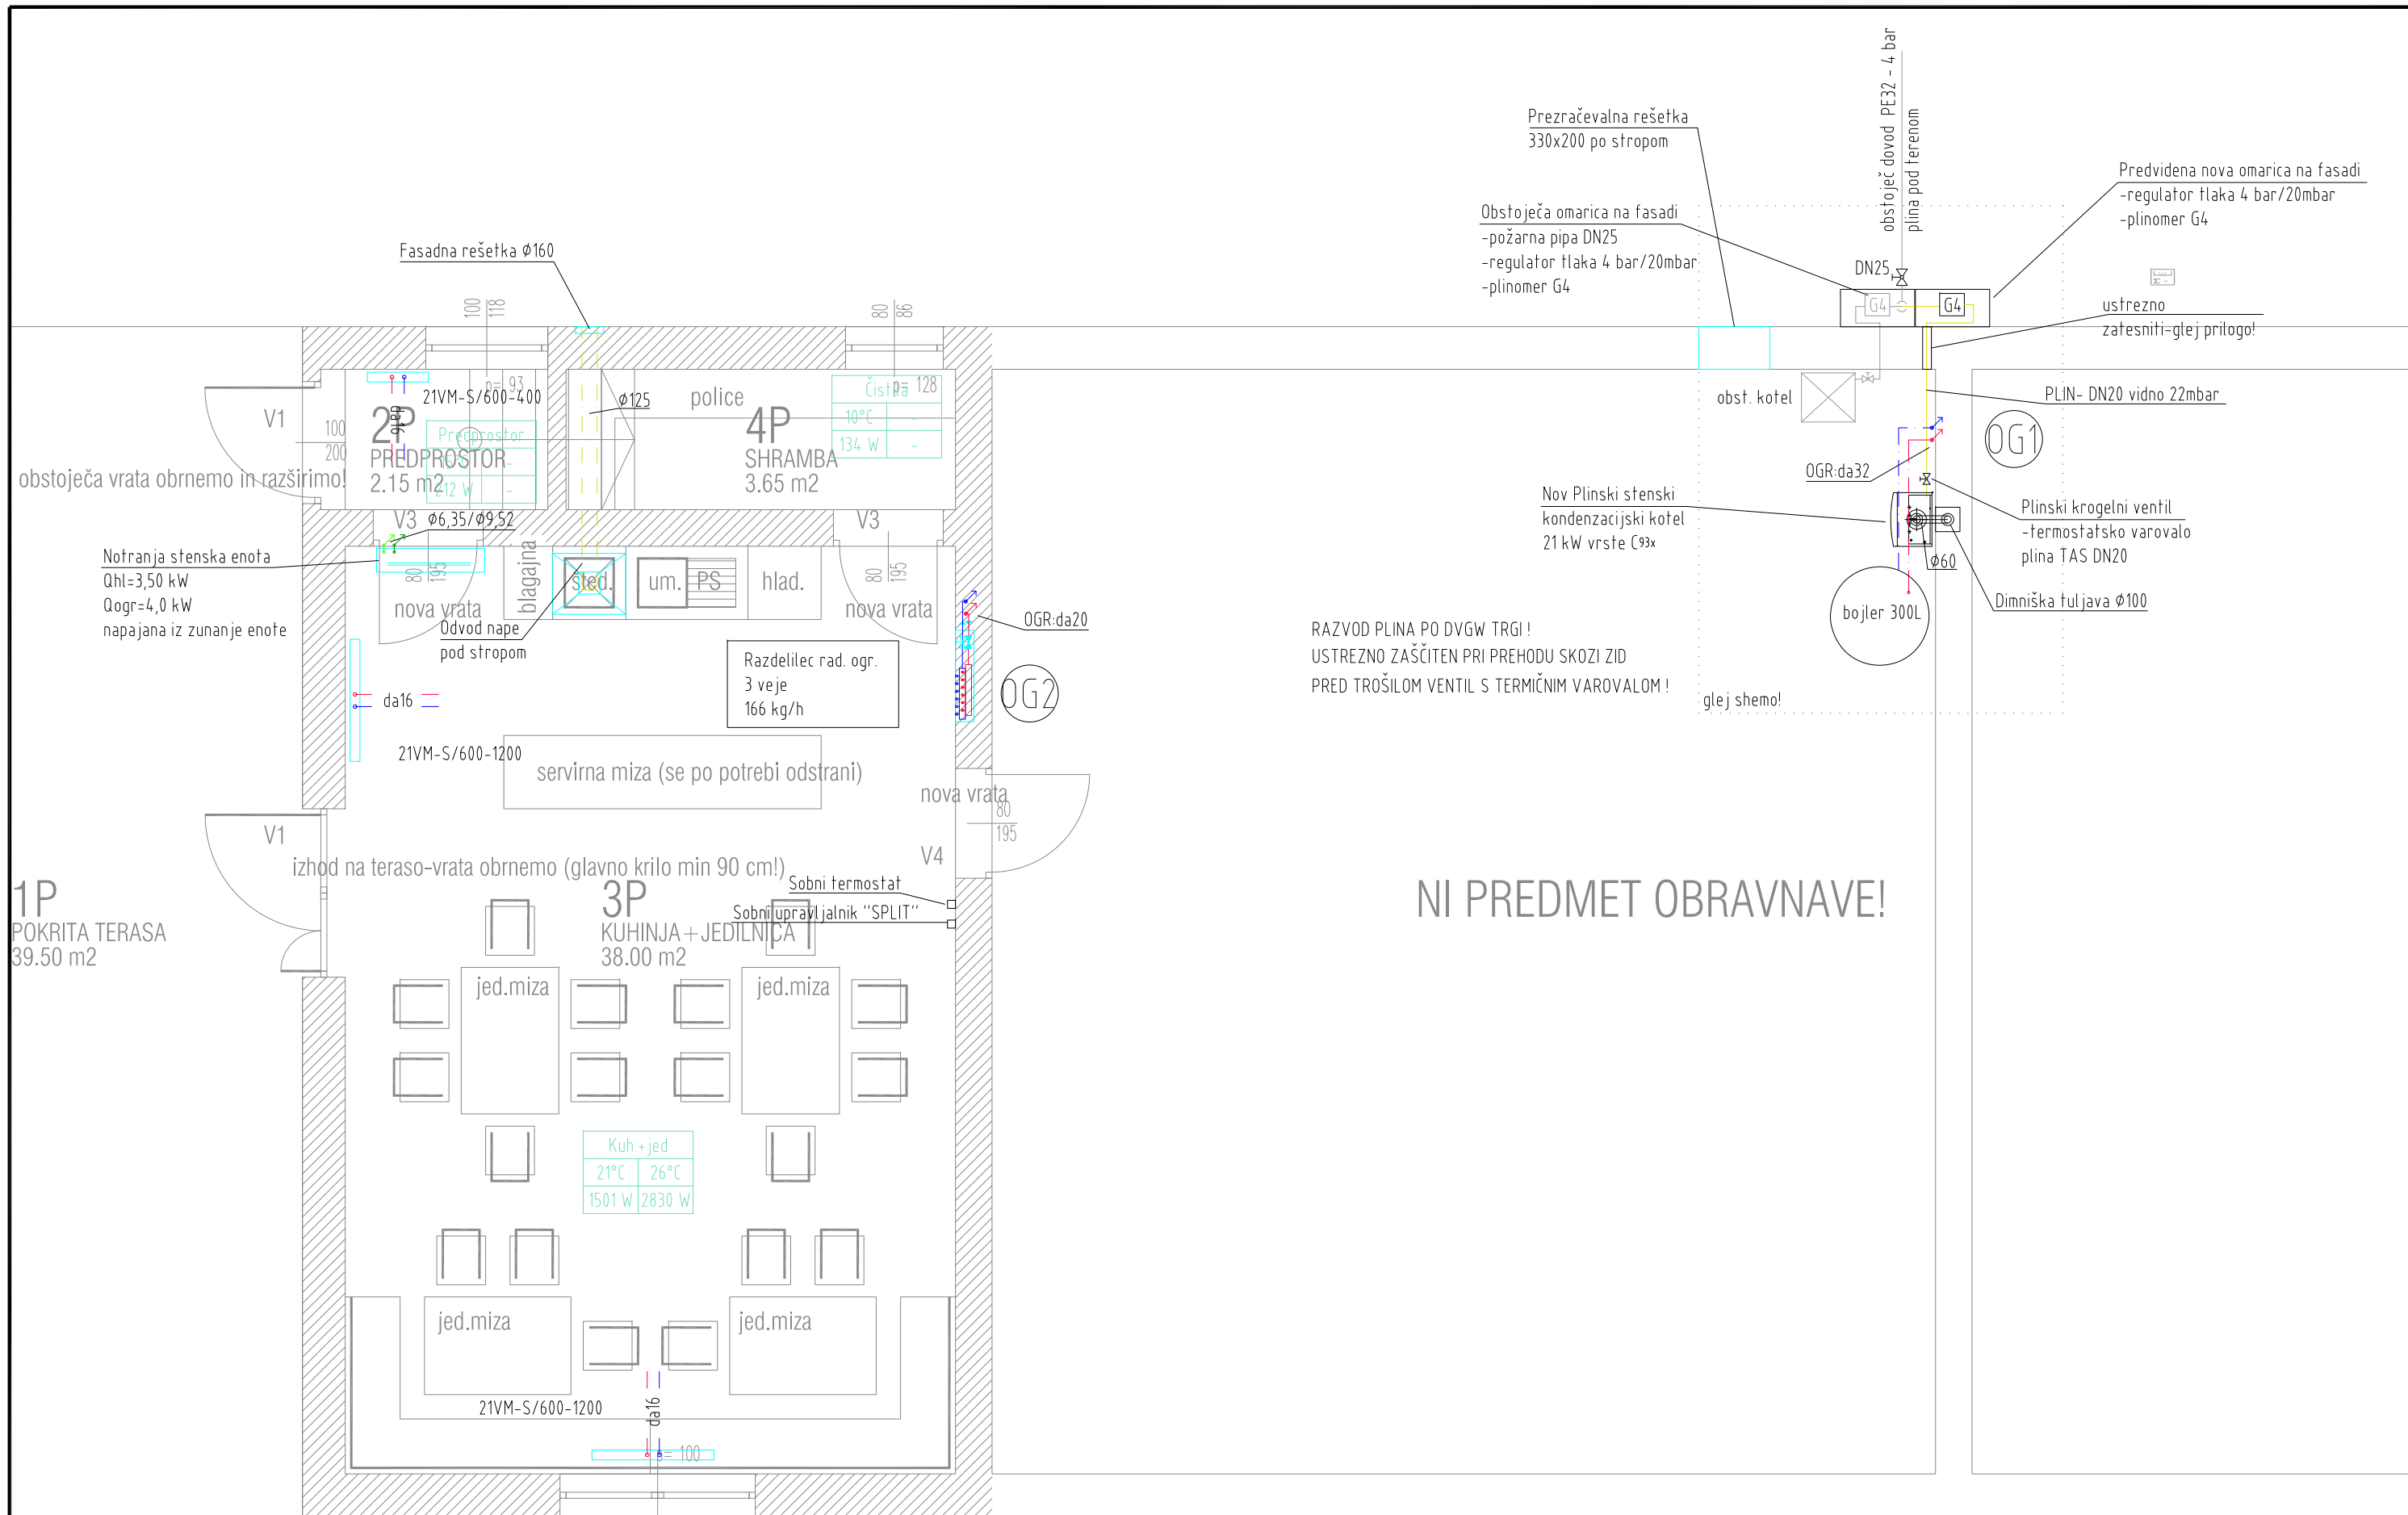 obstoječ dovod PE32 - 4 bar
plina pod terenom
Prezračevalna rešetka
330x200 po stropom
Predvidena nova omarica na fasadi
-regulator tlaka 4 bar/20mbar
-plinomer G4
Obstoječa omarica na fasadi
-požarna pipa DN25
-regulator tlaka 4 bar/20mbar
-plinomer G4
Fasadna rešetka Ø160
DN25
G4
G4
ustrezno
zatesniti-glej prilogo!
100
118
80
86
p= 93
p= 128
21VM-S/600-400
Ø125
police
Čistka
10°C
-
134 W
-
obst. kotel
PLIN- DN20 vidno 22mbar
V1
100
200
2P
PREDPROSTOR
2.15 m2
da16
Predprostor
-
212 W
-
4P
SHRAMBA
3.65 m2
OG1
OGR:da32
obstoječa vrata obrnemo in razširimo!
V3
Ø6,35/Ø9,52
V3
Nov Plinski stenski
kondenzacijski kotel
21 kW vrste C93x
Plinski krogelni ventil
-termostatsko varovalo
plina TAS DN20
Notranja stenska enota
Qhl=3,50 kW
Qogr=4,0 kW
napajana iz zunanje enote
80
195
nova vrata
blagajna
šted.
um.
PS
hlad.
80
195
nova vrata
Ø60
Dimniška tuljava Ø100
bojler 300L
Odvod nape
pod stropom
OGR:da20
RAZVOD PLINA PO DVGW TRGI !
USTREZNO ZAŠČITEN PRI PREHODU SKOZI ZID
PRED TROŠILOM VENTIL S TERMIČNIM VAROVALOM !
glej shemo!
Razdelilec rad. ogr.
3 veje
166 kg/h
OG2
da16
21VM-S/600-1200
servirna miza (se po potrebi odstrani)
nova vrata
80
195
V1
V4
izhod na teraso-vrata obrnemo (glavno krilo min 90 cm!)
Sobni termostat
Sobni upravljalnik "SPLIT"
1P
POKRITA TERASA
39.50 m2
3P
KUHINJA+JEDILNICA
38.00 m2
NI PREDMET OBRAVNAVE!
jed.miza
jed.miza
Kuh.+jed
21°C
26°C
1501 W
2830 W
jed.miza
jed.miza
21VM-S/600-1200
da16
= 100